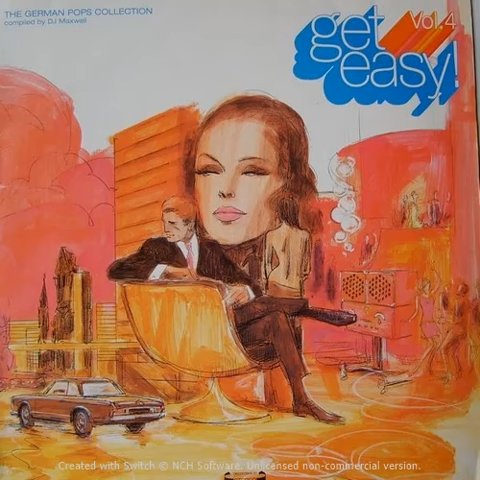 THE GERMAN POPS COLLECTION
compiled by DJ Maxwell
get Vol.4
easy!
Created with Switch © NCH Software. Unlicensed non-commercial version.